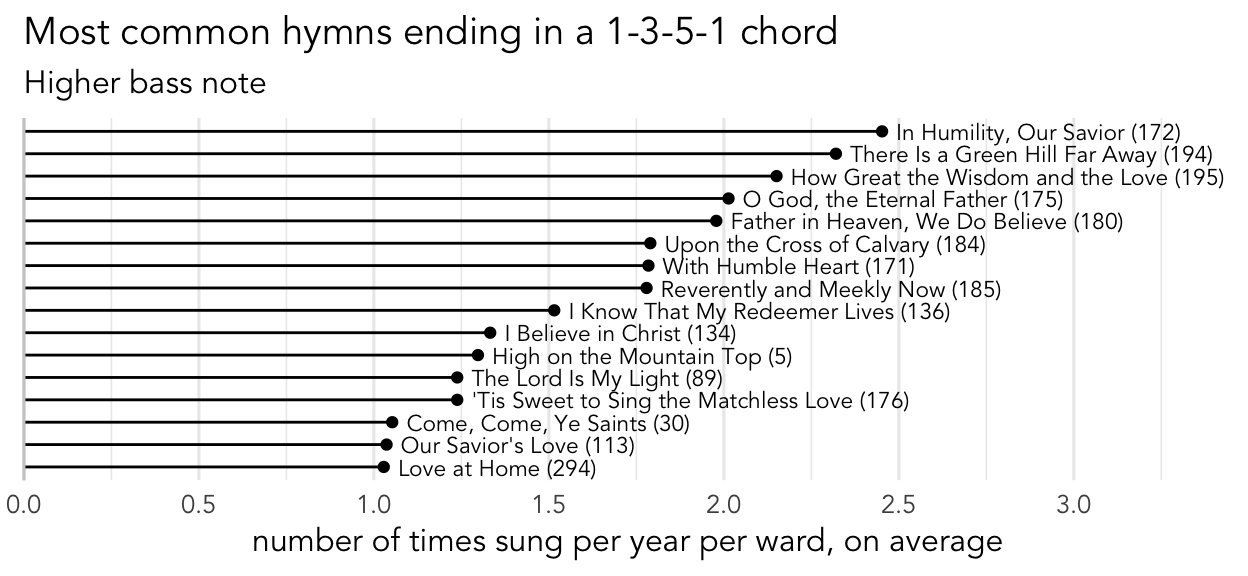 Most common hymns ending in a 1-3-5-1 chord
Higher bass note
In Humility, Our Savior (172)
There Is a Green Hill Far Away (194)
How Great the Wisdom and the Love (195)
O God, the Eternal Father (175)
Father in Heaven, We Do Believe (180)
Upon the Cross of Calvary (184)
With Humble Heart (171)
Reverently and Meekly Now (185)
I Know That My Redeemer Lives (136)
I Believe in Christ (134)
High on the Mountain Top (5)
The Lord Is My Light (89)
'Tis Sweet to Sing the Matchless Love (176)
Come, Come, Ye Saints (30)
Our Savior's Love (113)
Love at Home (294)
0.0 0.5 1.0 1.5 2.0 2.5 3.0
number of times sung per year per ward, on average